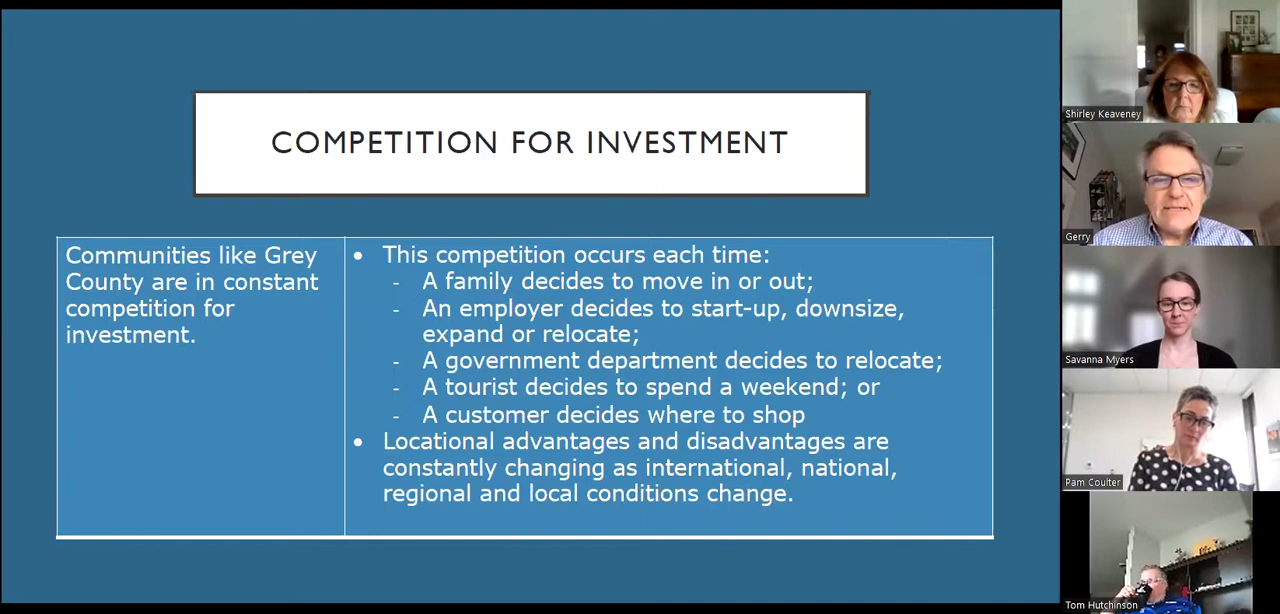 COMPETITION FOR INVESTMENT
Communities like Grey
County are in constant
competition for
investment.
• This competition occurs each time:
- A family decides to move in or out;
- An employer decides to start-up, downsize,
expand or relocate;
- A government department decides to relocate;
- A tourist decides to spend a weekend; or
- A customer decides where to shop
• Locational advantages and disadvantages are
constantly changing as international, national,
regional and local conditions change.
Shirley Keaveney
Gerry
Savanna Myers
Pam Coulter
Tom Hutchinson